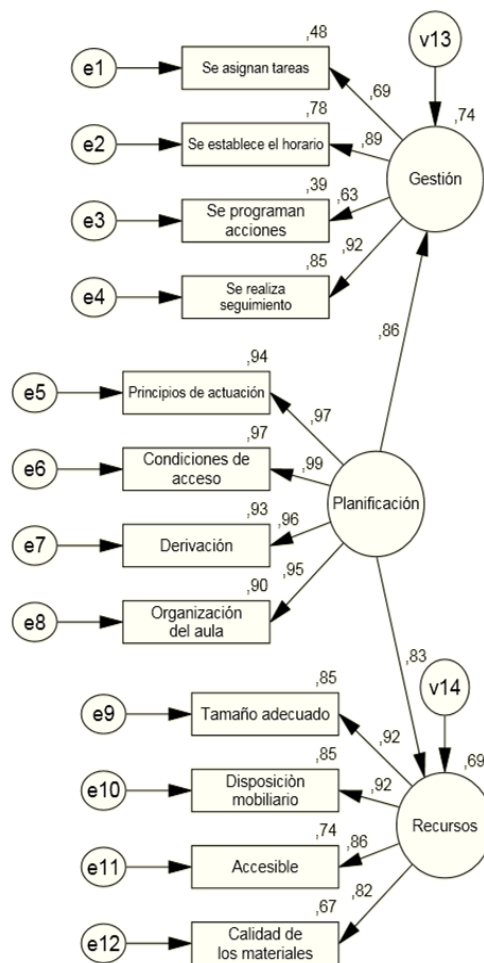 ,48
v13
e1
Se asignan tareas
,69
,74
,78
e2
Se establece el horario
,89
Gestión
,39
,63
e3
Se programan
acciones
,92
,85
e4
Se realiza
seguimiento
,86
,94
e5
Principios de actuación
,97
,97
e6
Condiciones de
acceso
,99
Planificación
,93
,96
e7
Derivación
,95
,90
e8
Organización
del aula
,83
,85
v14
e9
Tamaño adecuado
,92
,69
,85
e10
Disposiciòn
mobiliario
,92
Recursos
,74
,86
e11
Accesible
,82
,67
e12
Calidad de
los materiales